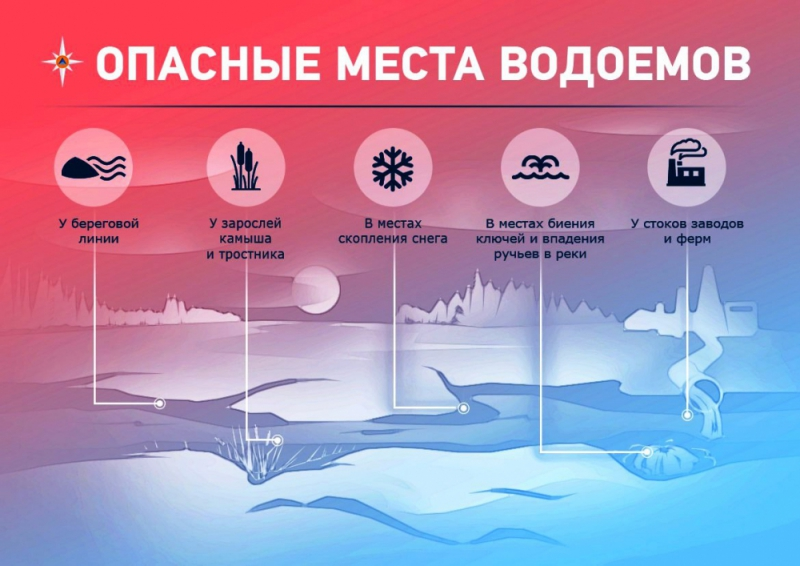 ОПАСНЫЕ МЕСТА ВОДОЕМОВ
У береговой
линии
У зарослей
камыша
и тростника
В местах
скопления снега
В местах биения
ключей и впадения
ручьев в реки
У стоков заводов
и ферм